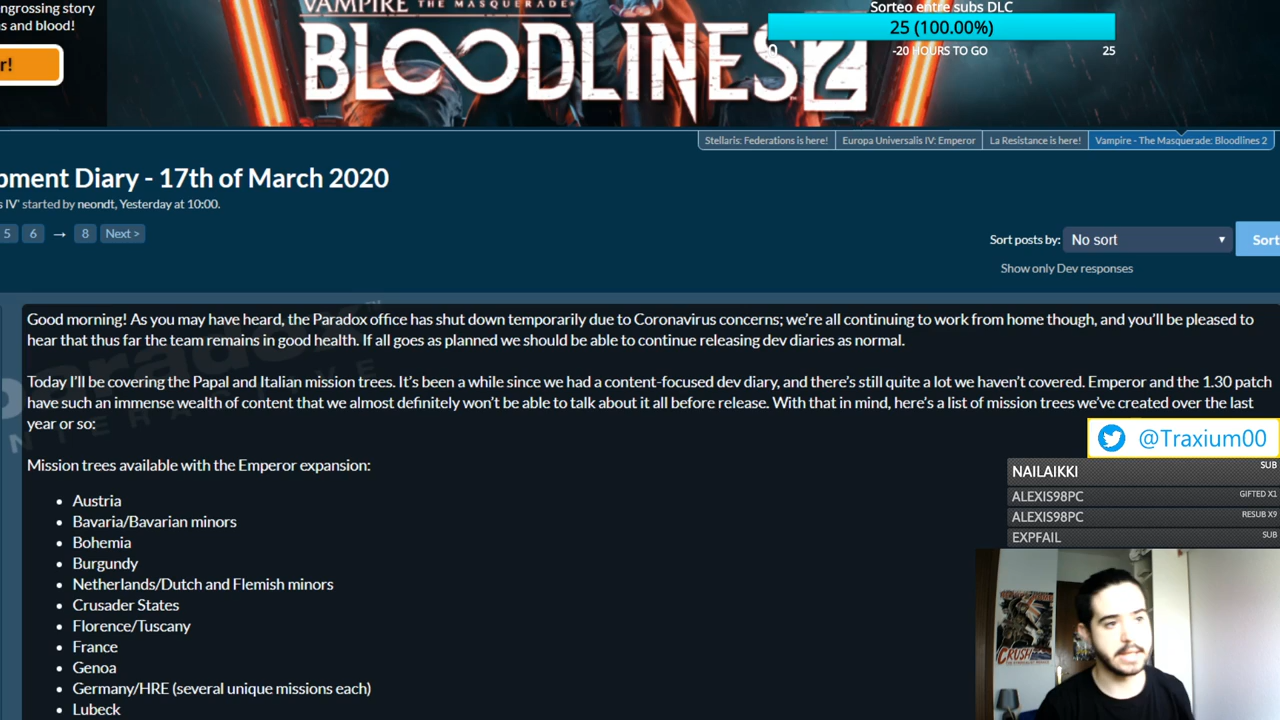 ngrossing story
s and blood!
r!
VAMPIRE THE MASQUERADE
BLOODLINES 2
Sorteo entre subs DLC
25 (100.00%)
0
-20 HOURS TO GO
25
Stellaris: Federations is here!
Europa Universalis IV: Emperor
La Resistance is here!
Vampire - The Masquerade: Bloodlines 2
pment Diary - 17th of March 2020
s IV' started by neondt, Yesterday at 10:00.
5 6 → 8 Next >
Sort posts by: No sort Sort
Show only Dev responses
Good morning! As you may have heard, the Paradox office has shut down temporarily due to Coronavirus concerns; we're all continuing to work from home though, and you'll be pleased to
hear that thus far the team remains in good health. If all goes as planned we should be able to continue releasing dev diaries as normal.
Today I'll be covering the Papal and Italian mission trees. It's been a while since we had a content-focused dev diary, and there's still quite a lot we haven't covered. Emperor and the 1.30 patch
have such an immense wealth of content that we almost definitely won't be able to talk about it all before release. With that in mind, here's a list of mission trees we've created over the last
year or so:
Mission trees available with the Emperor expansion:
• Austria
• Bavaria/Bavarian minors
• Bohemia
• Burgundy
• Netherlands/Dutch and Flemish minors
• Crusader States
• Florence/Tuscany
• France
• Genoa
• Germany/HRE (several unique missions each)
• Lubeck
@Traxium00
NAILAIKKI SUB
ALEXIS98PC GIFTED X1
ALEXIS98PC RESUB X9
EXPFAIL SUB
CRUSH